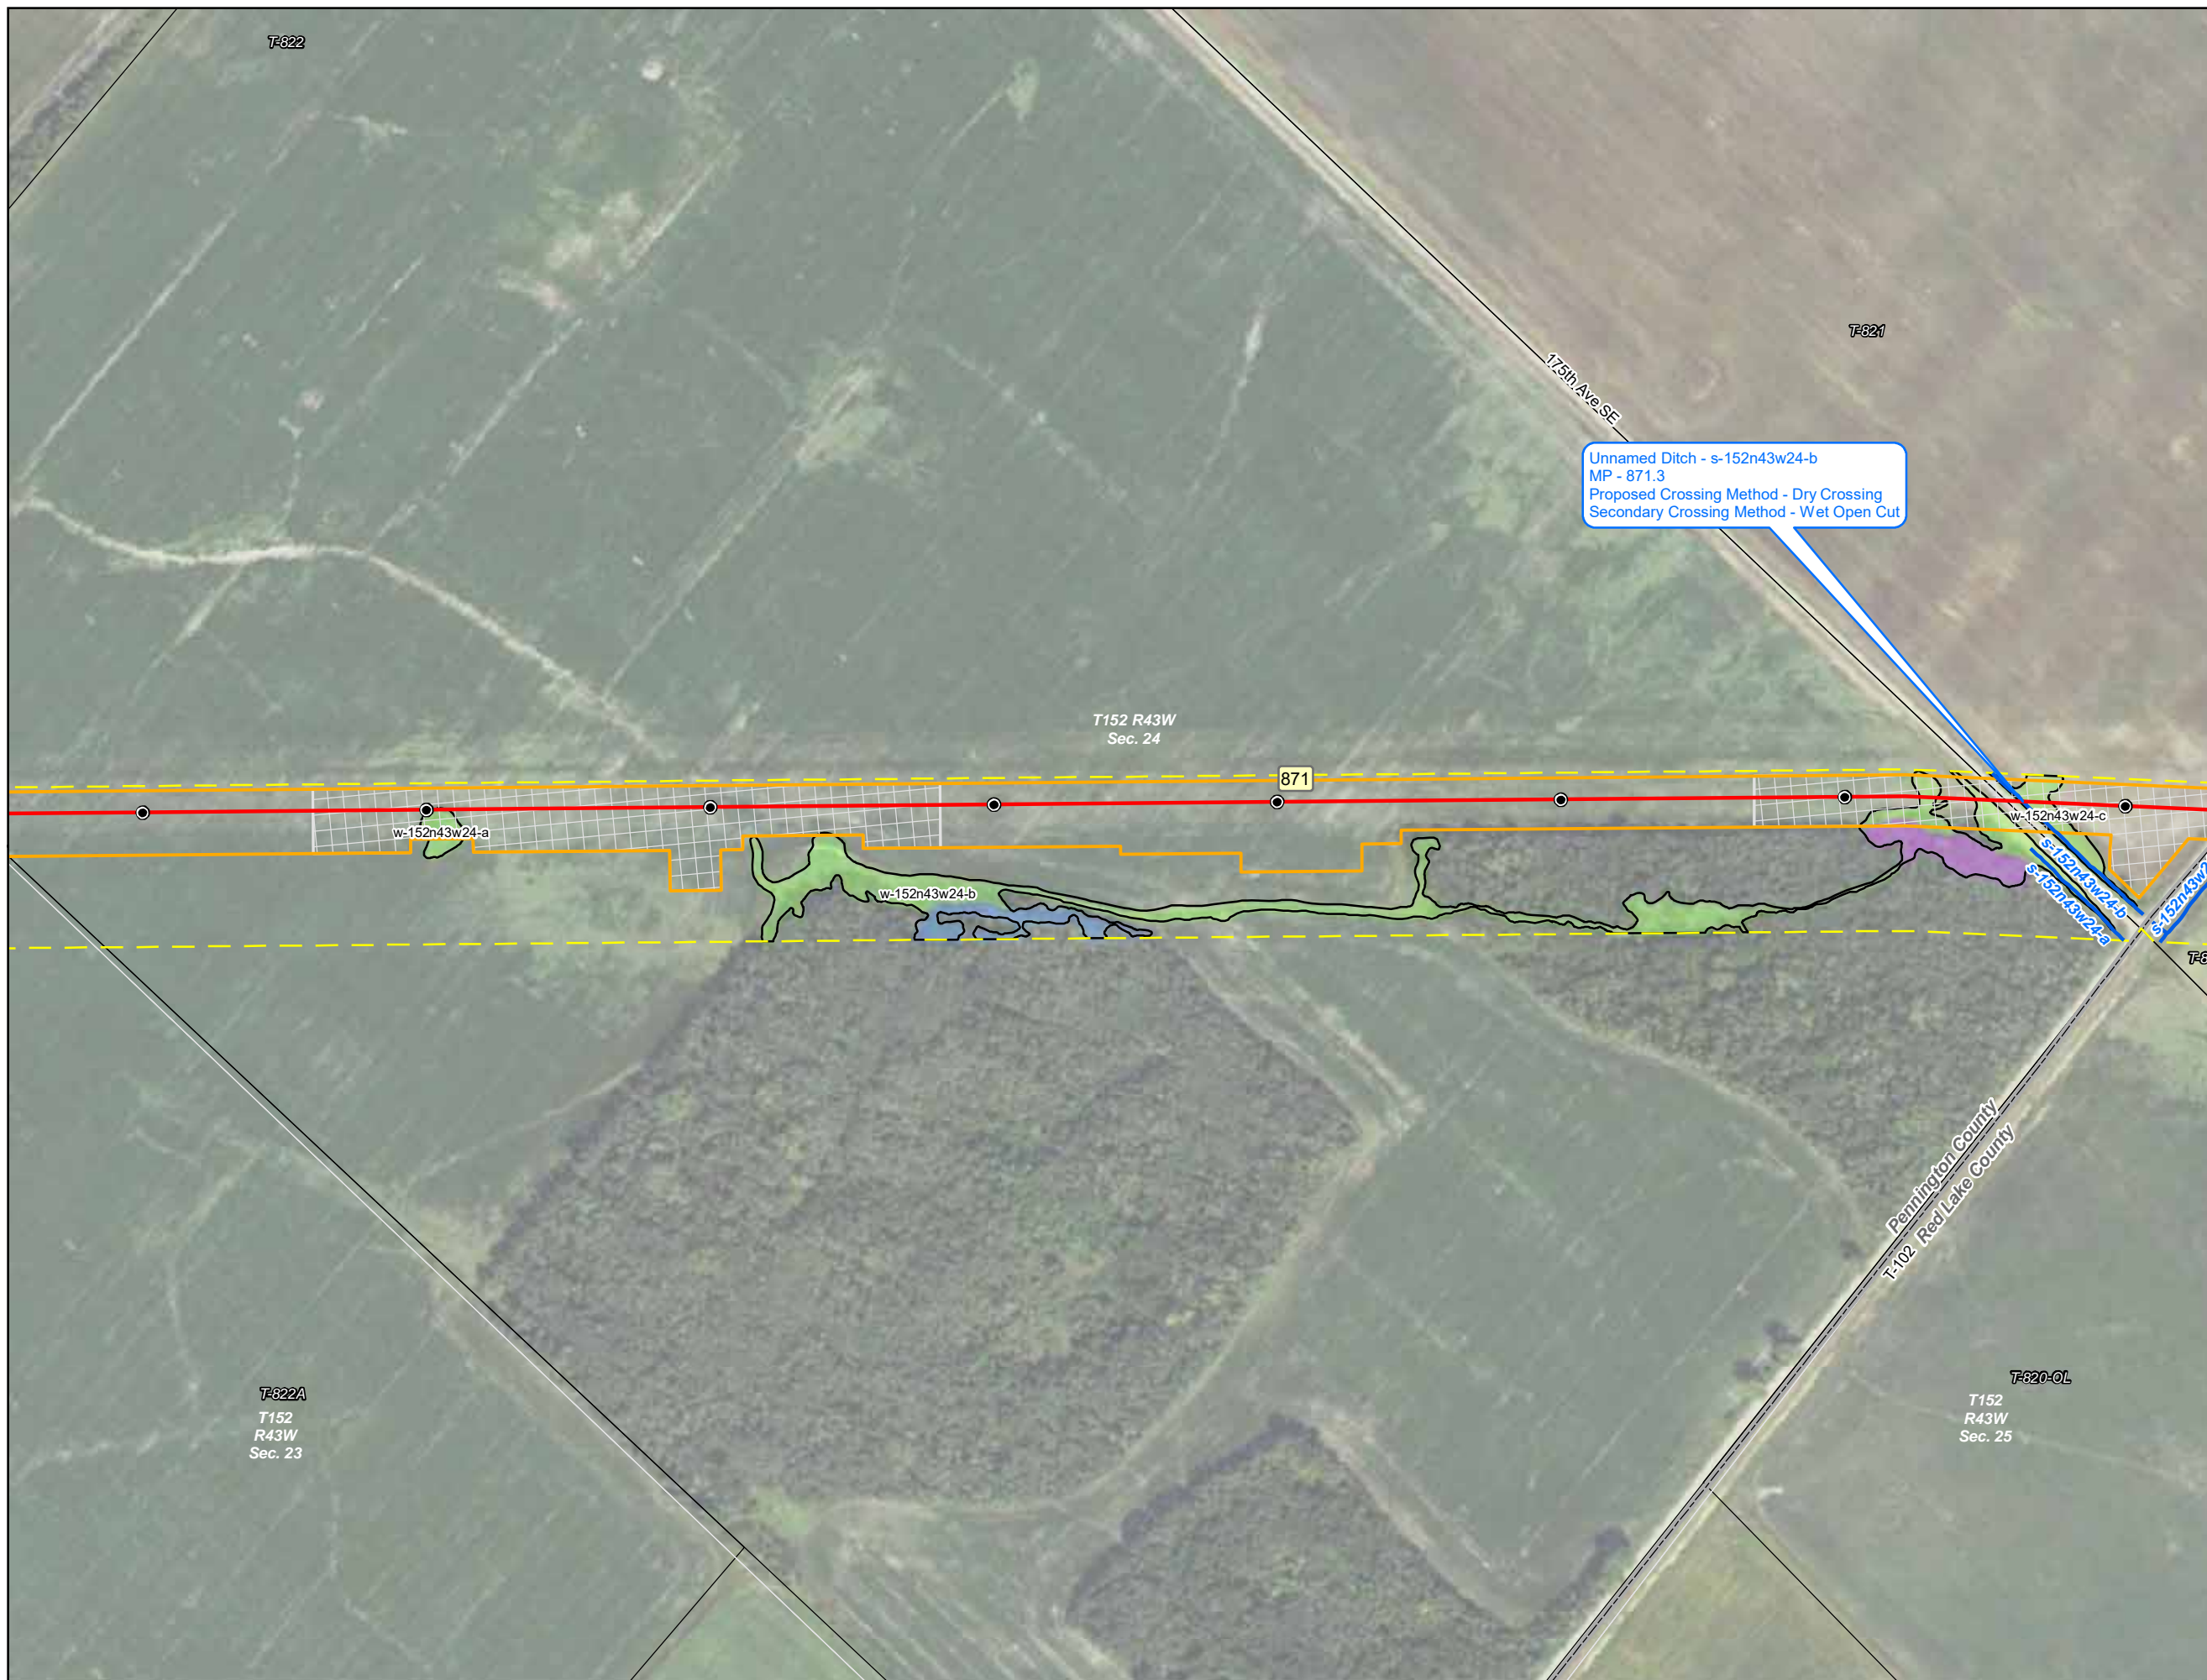 T-822
T-821
175th Ave SE
Unnamed Ditch - s-152n43w24-b
MP - 871.3
Proposed Crossing Method - Dry Crossing
Secondary Crossing Method - Wet Open Cut
T152 R43W
Sec. 24
871
w-152n43w24-a
w-152n43w24-c
w-152n43w24-b
s-152n43w24-b
s-152n43w24-a
s-152n43w2
T-8
Pennington County
Red Lake County
T-102
T-822A
T152
R43W
Sec. 23
T-820-OL
T152
R43W
Sec. 25